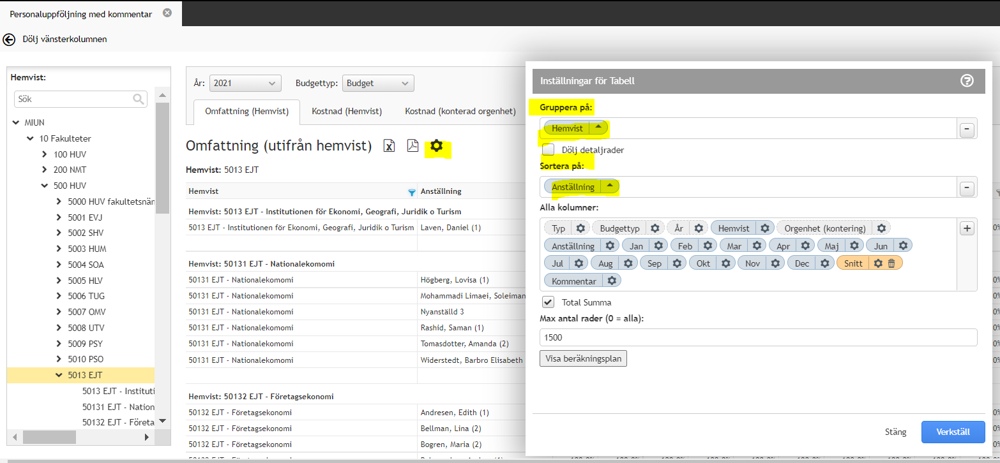 Personaluppföljning med kommentar
Dölj vänsterkolumnen
Hemvist:
Sök
MIUN
10 Fakulteter
100 HUV
200 NMT
500 HUV
5000 HUV fakultetsnän
5001 EVJ
5002 SHV
5003 HUM
5004 SOA
5005 HLV
5006 TUG
5007 OMV
5008 UTV
5009 PSY
5010 PSO
5013 EJT
5013 EJT - Instituti
50131 EJT - Nation
50132 EJT - Företa
År: 2021 Budgettyp: Budget
Omfattning (Hemvist) Kostnad (Hemvist) Kostnad (konterad orgenhet)
Omfattning (utifrån hemvist)
Hemvist: 5013 EJT
Hemvist Anställning
Hemvist: 5013 EJT - Institutionen för Ekonomi, Geografi, Juridik o Turism
5013 EJT - Institutionen för Ekonomi, Geografi, Juridik o Turism Laven, Daniel (1)
Hemvist: 50131 EJT - Nationalekomomi
50131 EJT - Nationalekomomi Högberg, Lovisa (1)
50131 EJT - Nationalekomomi Mohammadi Limaei, Soleiman
50131 EJT - Nationalekomomi Nyanställd 3
50131 EJT - Nationalekomomi Rashid, Saman (1)
50131 EJT - Nationalekomomi Tomasdotter, Amanda (2)
50131 EJT - Nationalekomomi Widerstedt, Barbro Elisabeth
Hemvist: 50132 EJT - Företagsekonomi
50132 EJT - Företagsekonomi Andresen, Edith (1)
50132 EJT - Företagsekonomi Bellman, Lina (2)
50132 EJT - Företagsekonomi Bogren, Maria (2)
Inställningar för Tabell
Gruppera på:
Hemvist
Dölj detaljrader
Sortera på:
Anställning
Alla kolumner:
Typ Budgettyp År Hemvist Orgenhet (kontering)
Anställning Jan Feb Mar Apr Maj Jun
Jul Aug Sep Okt Nov Dec Snitt
Kommentar
Total Summa
Max antal rader (0 = alla):
1500
Visa beräkningsplan
Stäng Verkställ